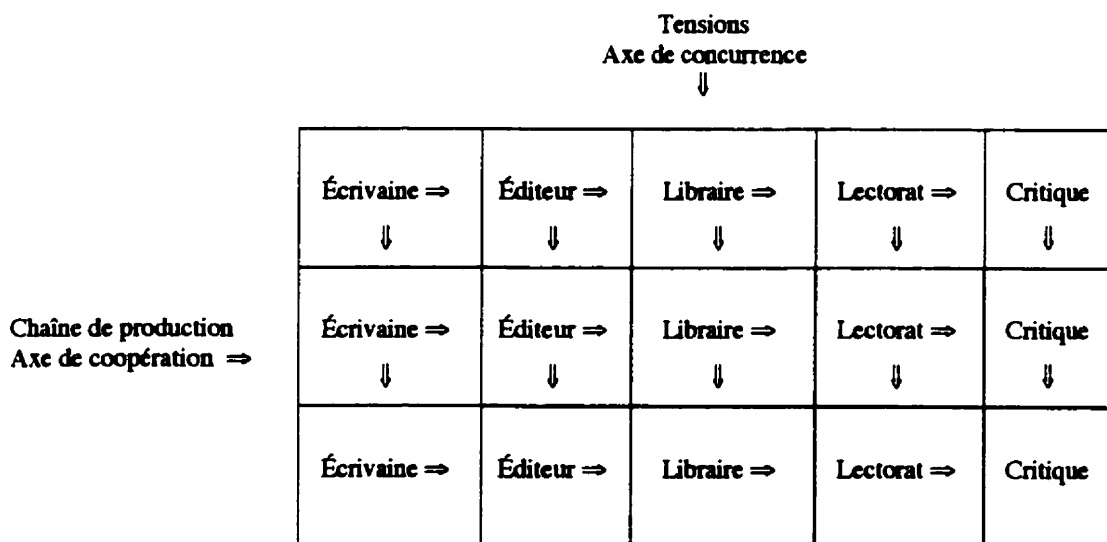 Tensions
Axe de concurrence
⇓
Écrivaine ⇒ Éditeur ⇒ Libraire ⇒ Lectorat ⇒ Critique
⇓ ⇓ ⇓ ⇓ ⇓
Chaîne de production
Axe de coopération ⇒
Écrivaine ⇒ Éditeur ⇒ Libraire ⇒ Lectorat ⇒ Critique
⇓ ⇓ ⇓ ⇓ ⇓
Écrivaine ⇒ Éditeur ⇒ Libraire ⇒ Lectorat ⇒ Critique